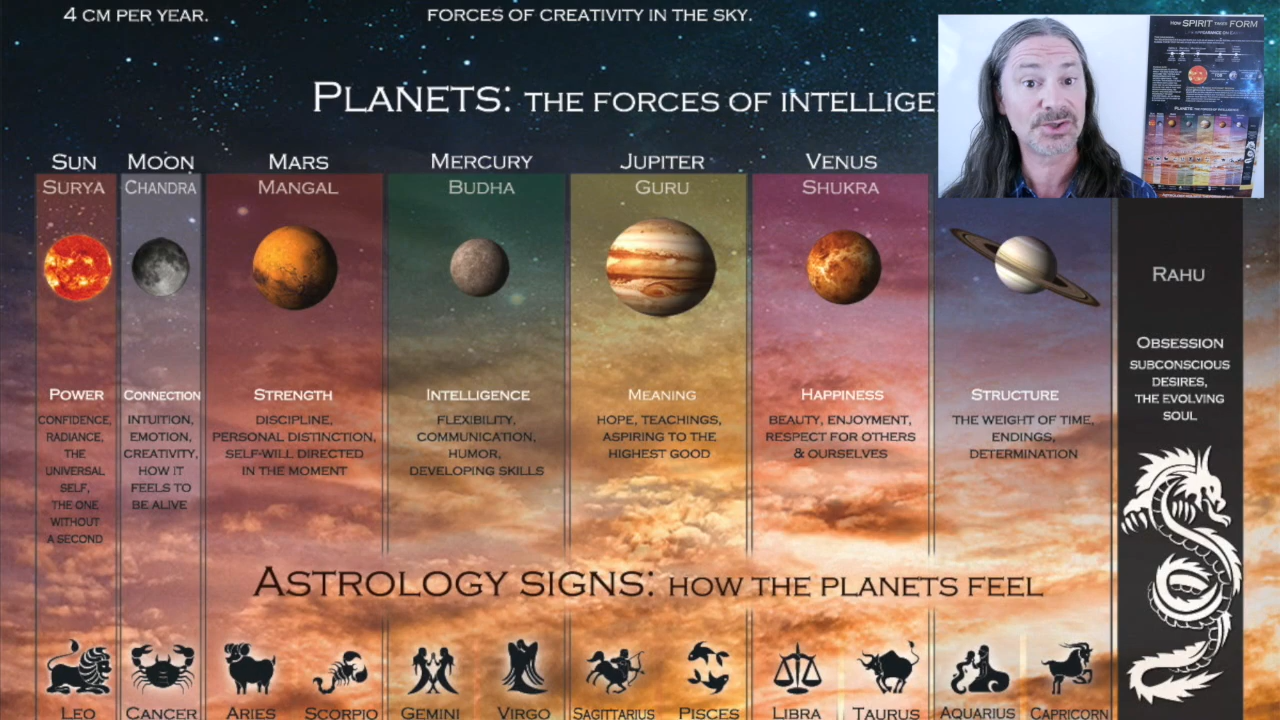 4 CM PER YEAR.
FORCES OF CREATIVITY IN THE SKY.
HOW SPIRIT TAKES FORM
PLANETS: THE FORCES OF INTELLIGE
SUN
SURYA
MOON
CHANDRA
MARS
MANGAL
MERCURY
BUDHA
JUPITER
GURU
VENUS
SHUKRA
RAHU
POWER
CONFIDENCE,
RADIANCE,
THE
UNIVERSAL
SELF,
THE ONE
WITHOUT
A SECOND
CONNECTION
INTUITION,
EMOTION,
CREATIVITY,
HOW IT
FEELS TO
BE ALIVE
STRENGTH
DISCIPLINE,
PERSONAL DISTINCTION,
SELF-WILL DIRECTED
IN THE MOMENT
INTELLIGENCE
FLEXIBILITY,
COMMUNICATION,
HUMOR,
DEVELOPING SKILLS
MEANING
HOPE, TEACHINGS,
ASPIRING TO THE
HIGHEST GOOD
HAPPINESS
BEAUTY, ENJOYMENT,
RESPECT FOR OTHERS
& OURSELVES
STRUCTURE
THE WEIGHT OF TIME,
ENDINGS,
DETERMINATION
OBSESSION
SUBCONSCIOUS
DESIRES,
THE EVOLVING
SOUL
ASTROLOGY SIGNS: HOW THE PLANETS FEEL
LEO
CANCER
ARIES
SCORPIO
GEMINI
VIRGO
SAGITTARIUS
PISCES
LIBRA
TAURUS
AQUARIUS
CAPRICORN